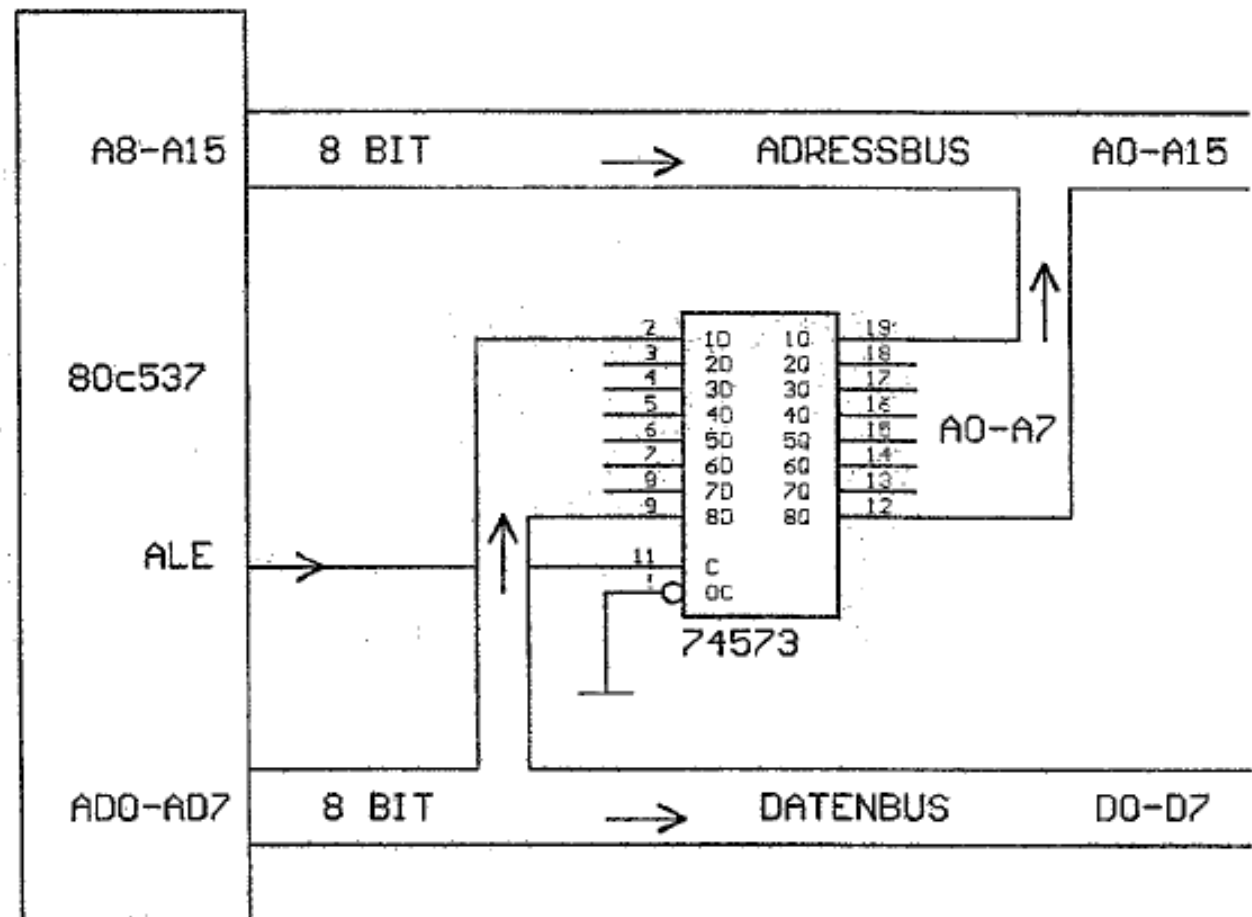 A8-A15 8 BIT ADRESSBUS A0-A15
80c537
2 1D 1Q 19
3 2D 2Q 18
4 3D 3Q 17
5 4D 4Q 16
6 5D 5Q 15
7 6D 6Q 14
8 7D 7Q 13
9 8D 8Q 12
A0-A7
ALE
11 C
1 OC
74573
AD0-AD7 8 BIT DATENBUS D0-D7